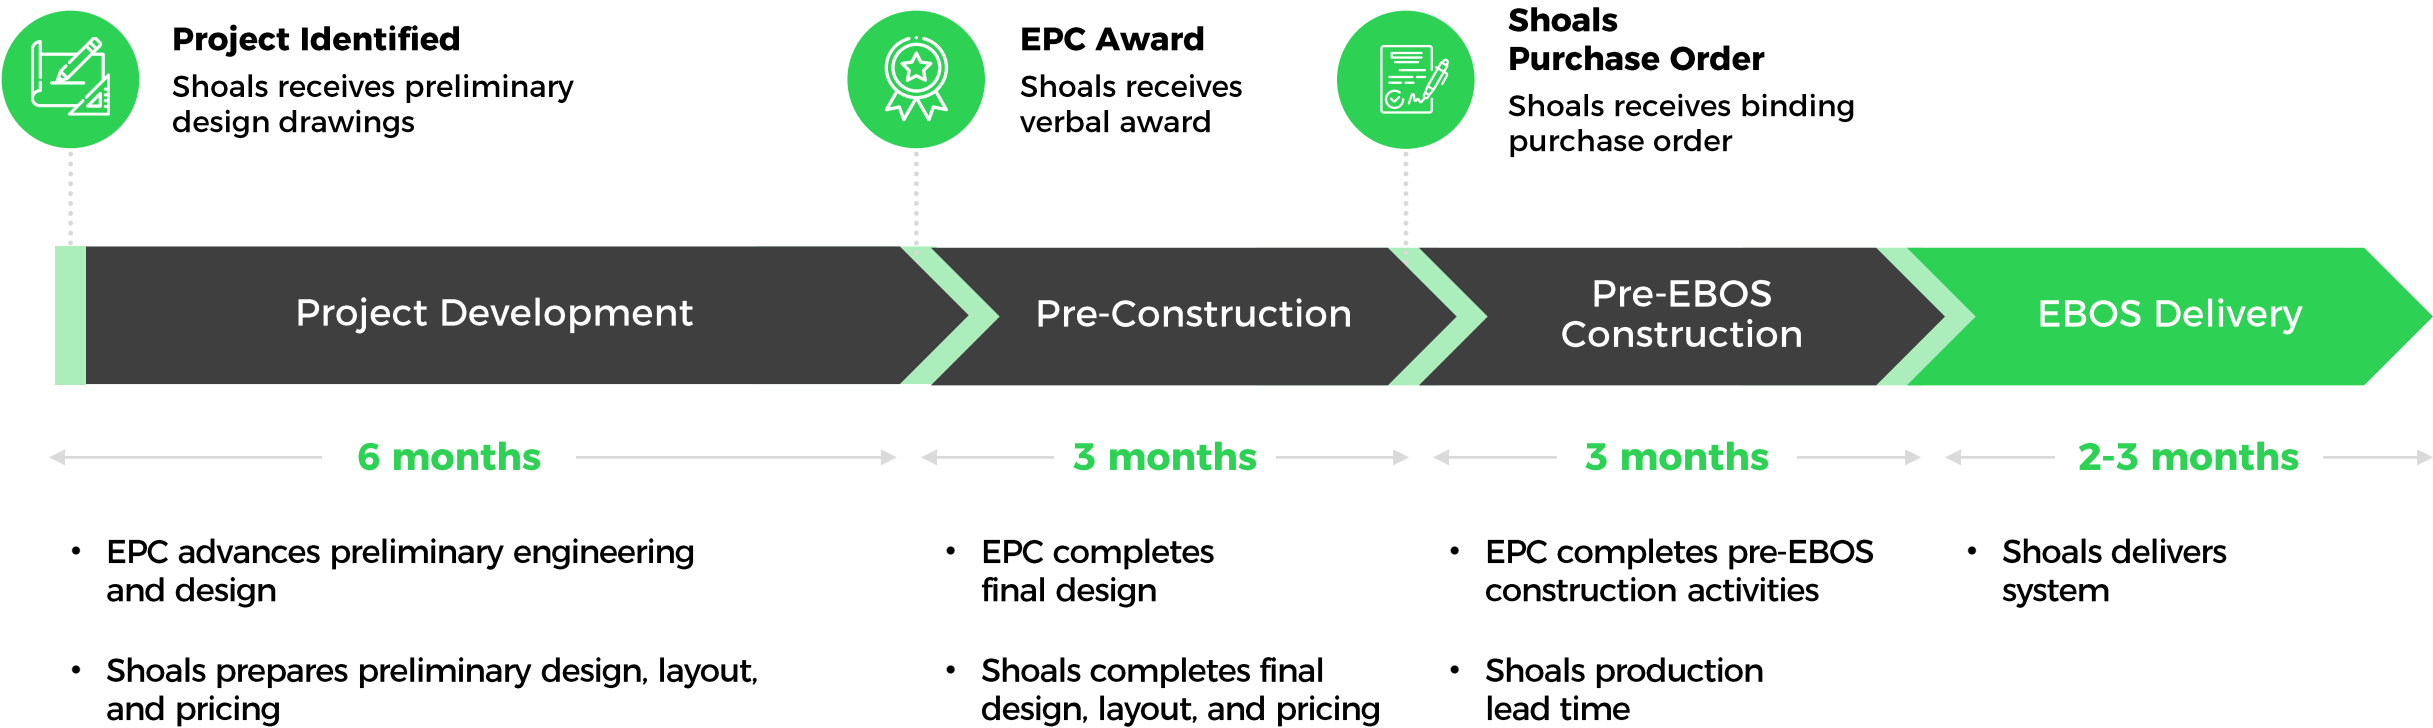 Project Identified
Shoals receives preliminary
design drawings
EPC Award
Shoals receives
verbal award
Shoals
Purchase Order
Shoals receives binding
purchase order
Project Development
Pre-Construction
Pre-EBOS
Construction
EBOS Delivery
6 months
3 months
3 months
2-3 months
• EPC advances preliminary engineering
and design
• Shoals prepares preliminary design, layout,
and pricing
• EPC completes
final design
• Shoals completes final
design, layout, and pricing
• EPC completes pre-EBOS
construction activities
• Shoals production
lead time
• Shoals delivers
system